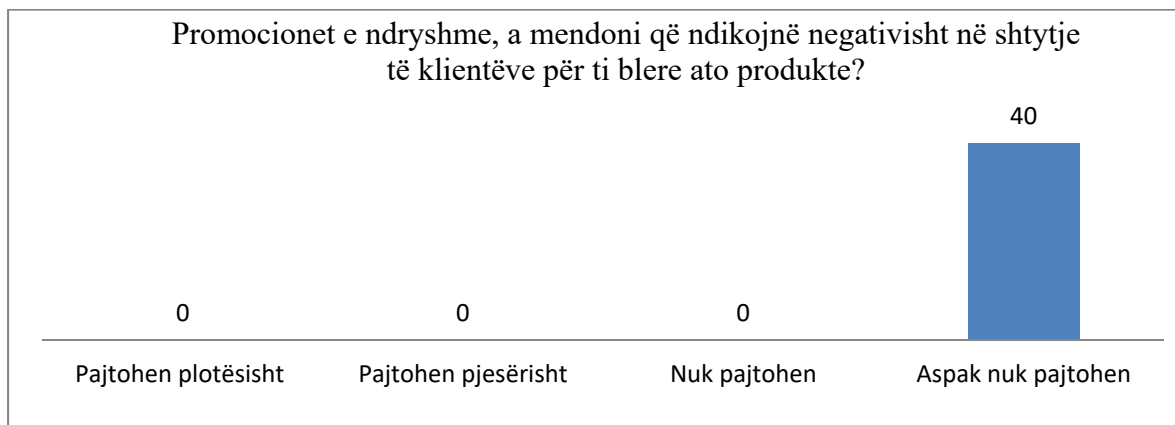 Promocionet e ndryshme, a mendoni që ndikojnë negativisht në shtytje
të klientëve për ti blere ato produkte?
40
0 0 0
Pajtohen plotësisht Pajtohen pjesërisht Nuk pajtohen Aspak nuk pajtohen